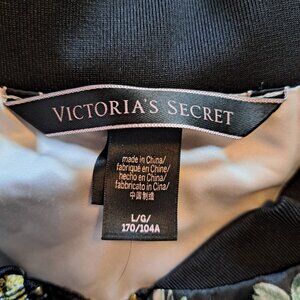 VICTORIA'S SECRET
made in China/
fabriqué en Chine/
hecho en China/
fabbricato in Cina/
中国制造
L/G/
170/104A